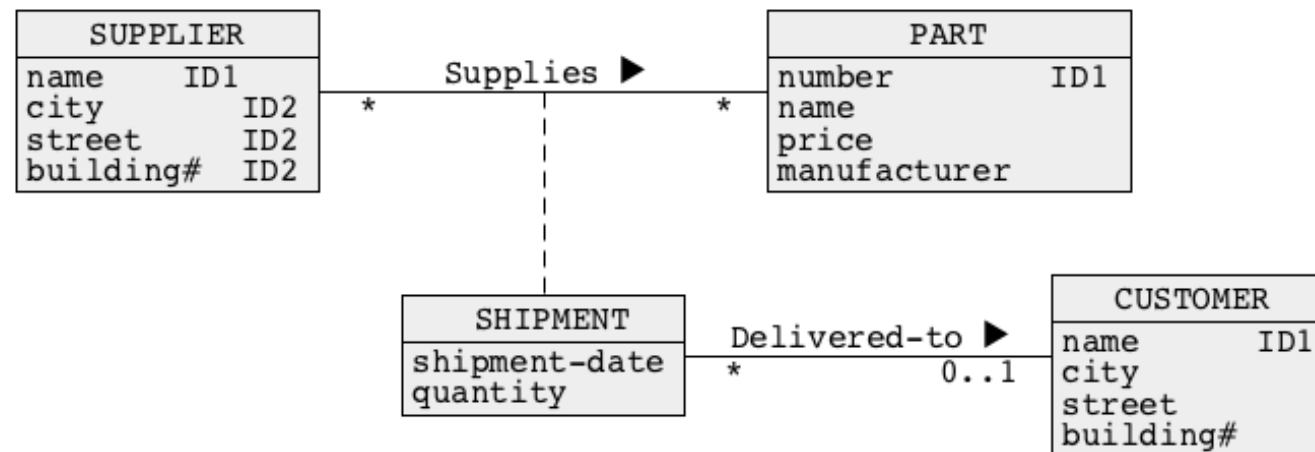 SUPPLIER
name ID1
city ID2
street ID2
building# ID2
Supplies ▶
*
*
PART
number ID1
name
price
manufacturer
SHIPMENT
shipment-date
quantity
Delivered-to ▶
*
0..1
CUSTOMER
name ID1
city
street
building#